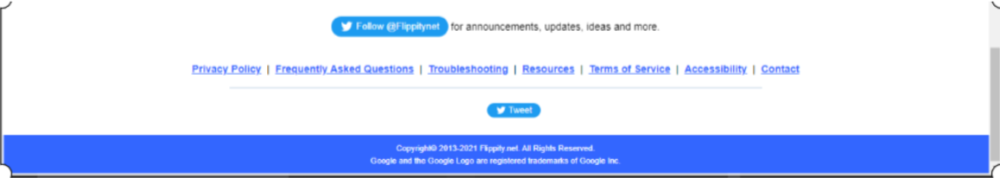 Follow @Flippitynet for announcements, updates, ideas and more.
Privacy Policy | Frequently Asked Questions | Troubleshooting | Resources | Terms of Service | Accessibility | Contact
Tweet
Copyright© 2013-2021 Flippity.net. All Rights Reserved.
Google and the Google Logo are registered trademarks of Google Inc.